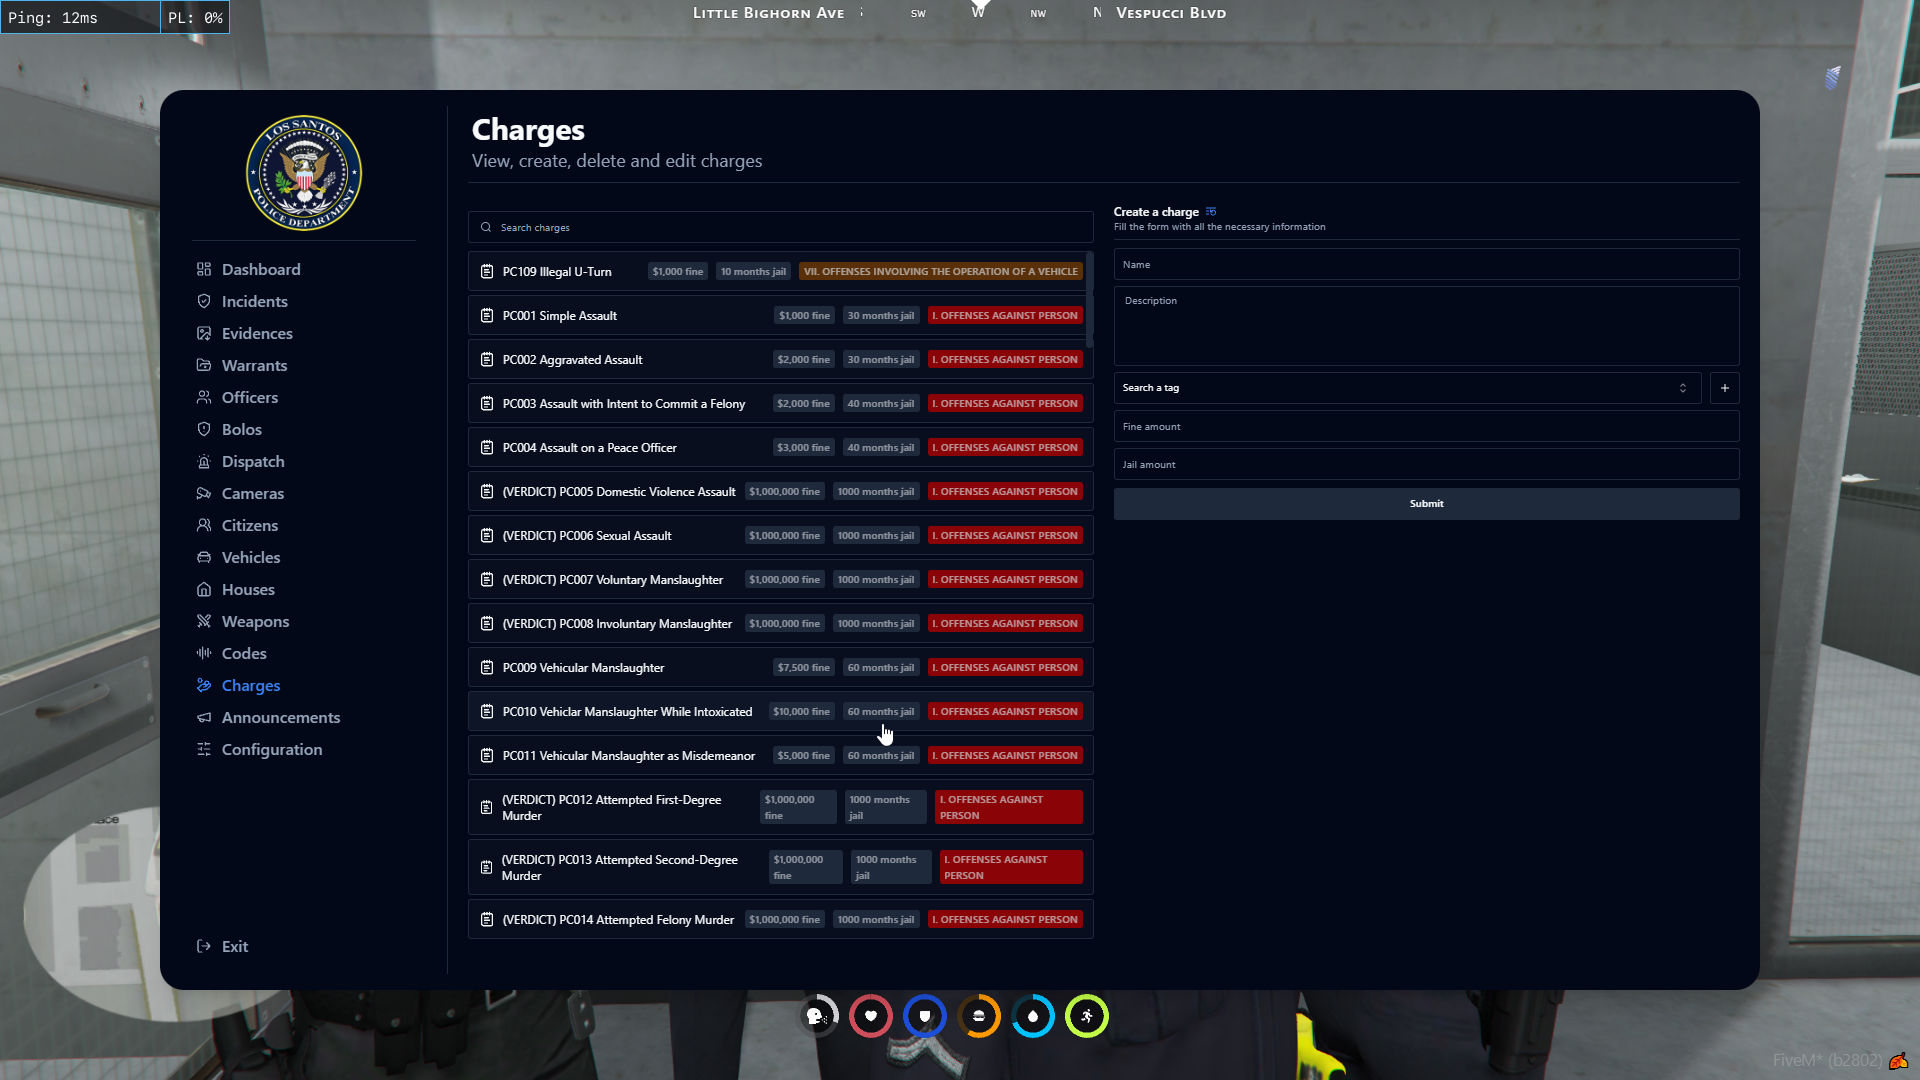 Ping: 12ms
PL: 0%
LITTLE BIGHORN AVE
SW
W
NW
N
VESPUCCI BLVD
LOS SANTOS
POLICE DEPARTMENT
Dashboard
Incidents
Evidences
Warrants
Officers
Bolos
Dispatch
Cameras
Citizens
Vehicles
Houses
Weapons
Codes
Charges
Announcements
Configuration
Exit
Charges
View, create, delete and edit charges
Search charges
PC109 Illegal U-Turn $1,000 fine 10 months jail VII. OFFENSES INVOLVING THE OPERATION OF A VEHICLE
PC001 Simple Assault $1,000 fine 30 months jail I. OFFENSES AGAINST PERSON
PC002 Aggravated Assault $2,000 fine 30 months jail I. OFFENSES AGAINST PERSON
PC003 Assault with Intent to Commit a Felony $2,000 fine 40 months jail I. OFFENSES AGAINST PERSON
PC004 Assault on a Peace Officer $3,000 fine 40 months jail I. OFFENSES AGAINST PERSON
(VERDICT) PC005 Domestic Violence Assault $1,000,000 fine 1000 months jail I. OFFENSES AGAINST PERSON
(VERDICT) PC006 Sexual Assault $1,000,000 fine 1000 months jail I. OFFENSES AGAINST PERSON
(VERDICT) PC007 Voluntary Manslaughter $1,000,000 fine 1000 months jail I. OFFENSES AGAINST PERSON
(VERDICT) PC008 Involuntary Manslaughter $1,000,000 fine 1000 months jail I. OFFENSES AGAINST PERSON
PC009 Vehicular Manslaughter $7,500 fine 60 months jail I. OFFENSES AGAINST PERSON
PC010 Vehiclar Manslaughter While Intoxicated $10,000 fine 60 months jail I. OFFENSES AGAINST PERSON
PC011 Vehicular Manslaughter as Misdemeanor $5,000 fine 60 months jail I. OFFENSES AGAINST PERSON
(VERDICT) PC012 Attempted First-Degree Murder $1,000,000 fine 1000 months jail I. OFFENSES AGAINST PERSON
(VERDICT) PC013 Attempted Second-Degree Murder $1,000,000 fine 1000 months jail I. OFFENSES AGAINST PERSON
(VERDICT) PC014 Attempted Felony Murder $1,000,000 fine 1000 months jail I. OFFENSES AGAINST PERSON
Create a charge
Fill the form with all the necessary information
Name
Description
Search a tag
+
Fine amount
Jail amount
Submit
FiveM* (b2802)